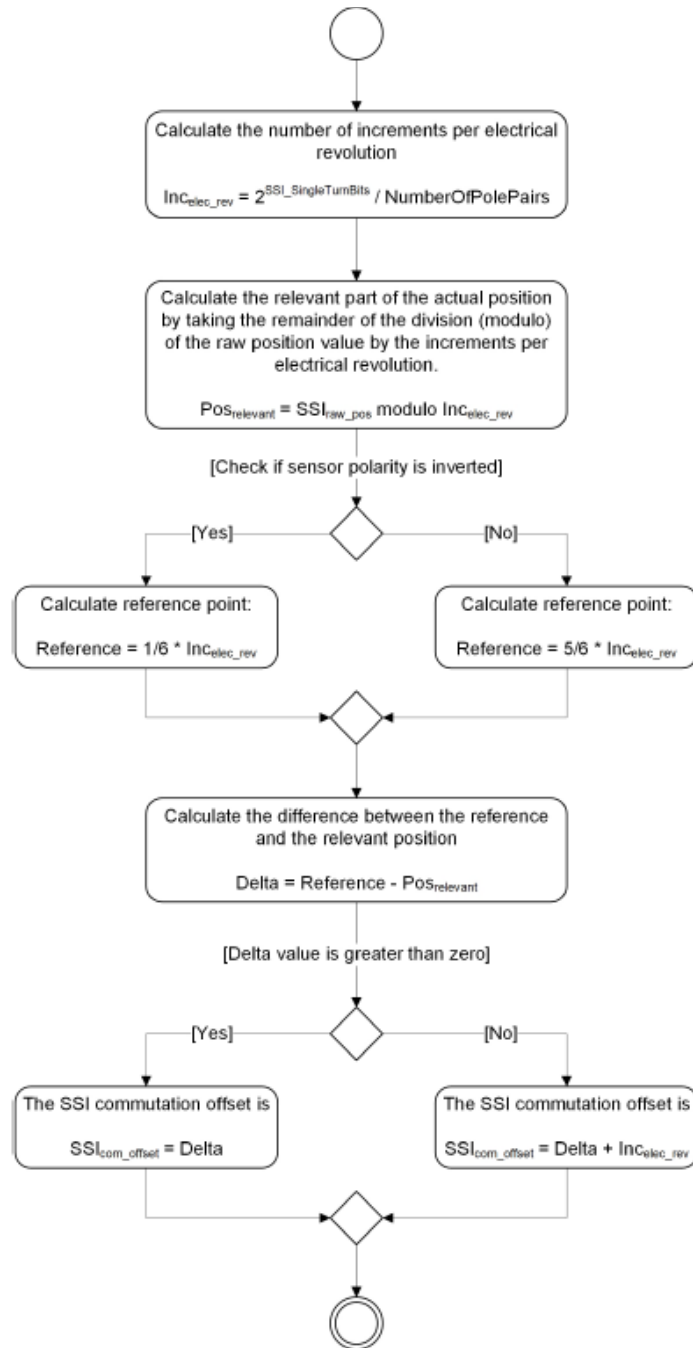 Calculate the number of increments per electrical
revolution
Inc_elec_rev = 2^SSI_SingleTurnBits / NumberOfPolePairs
Calculate the relevant part of the actual position
by taking the remainder of the division (modulo)
of the raw position value by the increments per
electrical revolution.
Pos_relevant = SSI_raw_pos modulo Inc_elec_rev
[Check if sensor polarity is inverted]
[Yes]
[No]
Calculate reference point:
Reference = 1/6 * Inc_elec_rev
Calculate reference point:
Reference = 5/6 * Inc_elec_rev
Calculate the difference between the reference
and the relevant position
Delta = Reference - Pos_relevant
[Delta value is greater than zero]
[Yes]
[No]
The SSI commutation offset is
SSI_com_offset = Delta
The SSI commutation offset is
SSI_com_offset = Delta + Inc_elec_rev